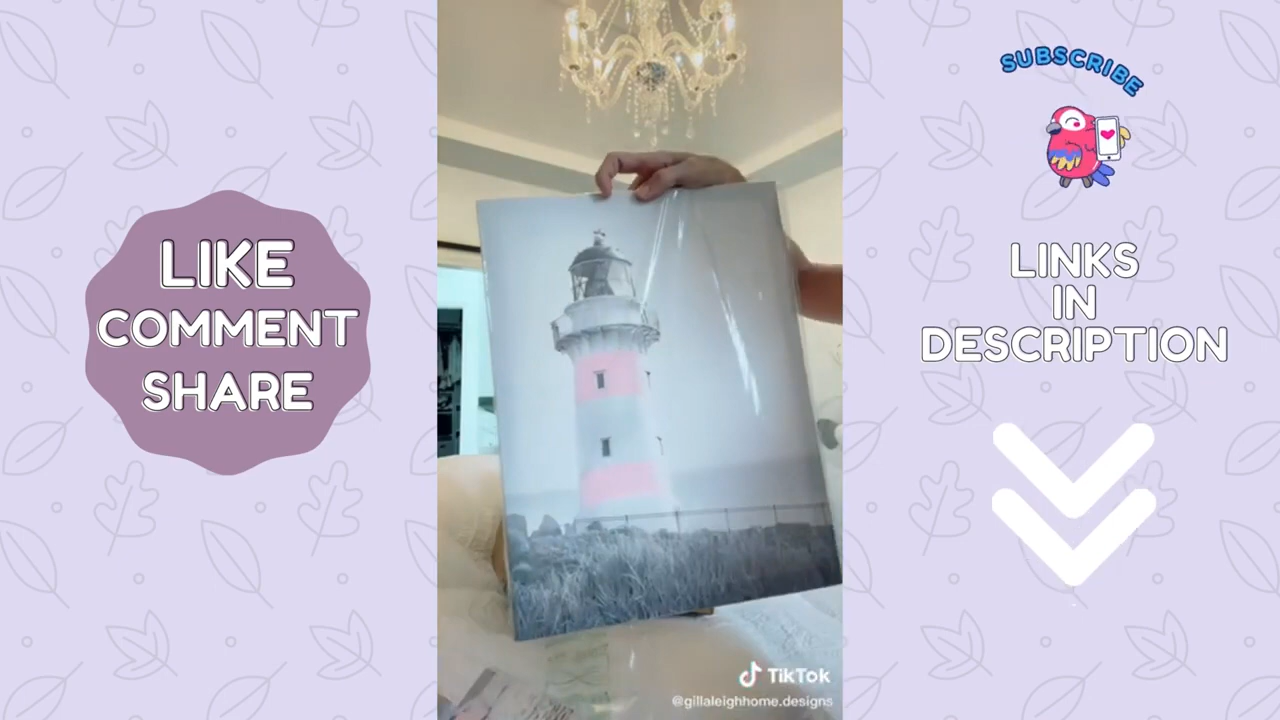 LIKE
COMMENT
SHARE
SUBSCRIBE
LINKS
IN
DESCRIPTION
TikTok
@gillaleighhome.designs